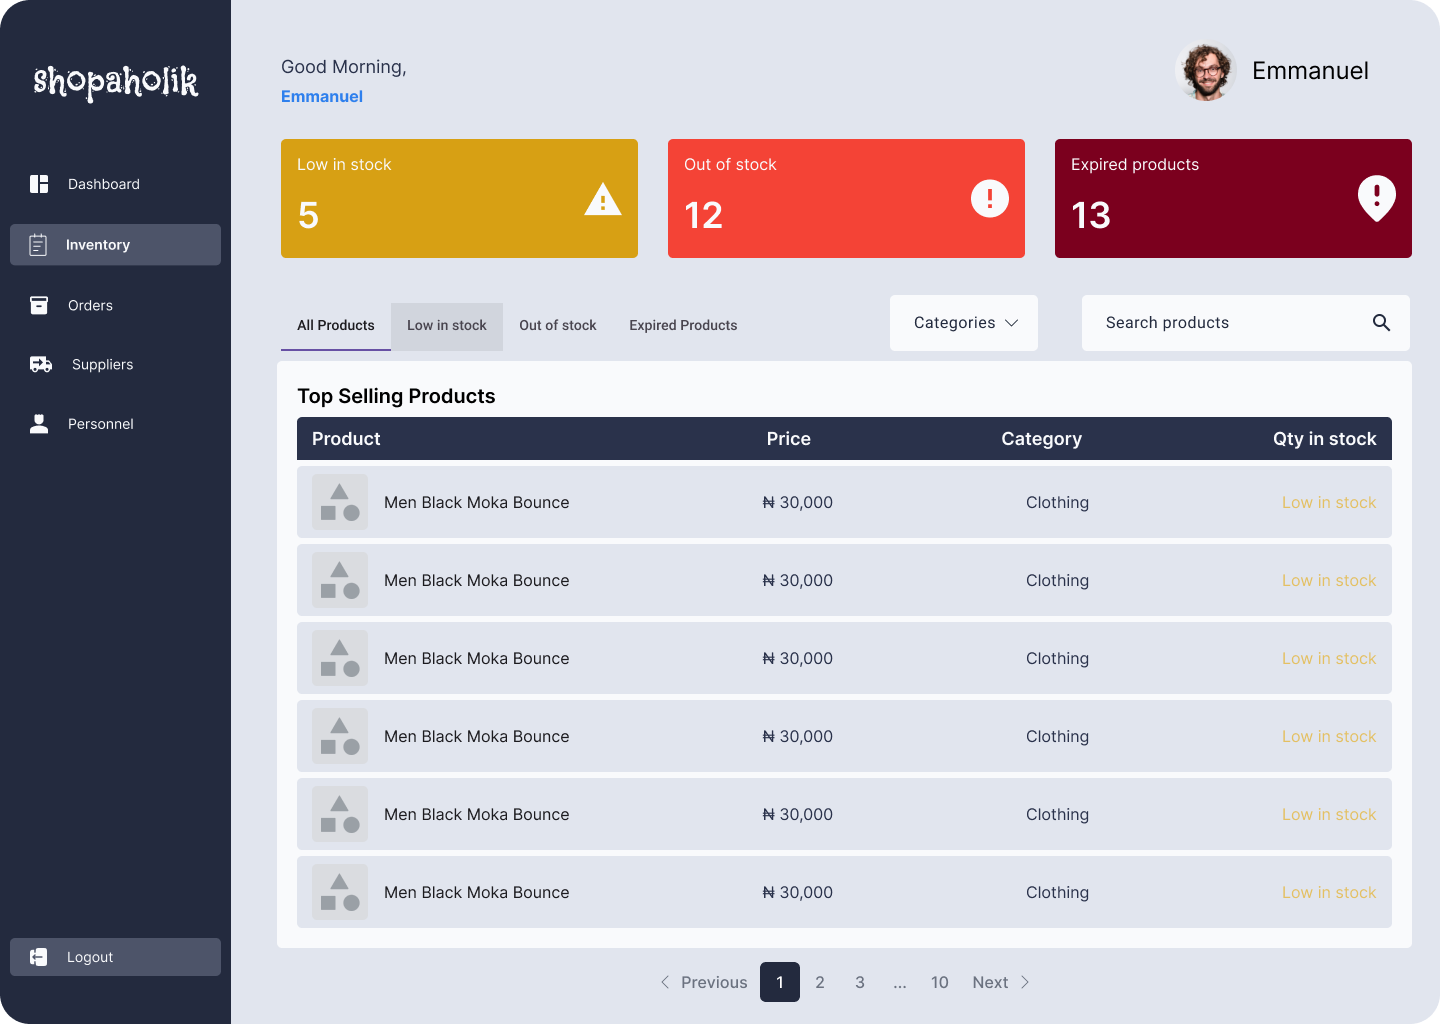 shopaholik
Dashboard
Inventory
Orders
Suppliers
Personnel
Logout
Good Morning,
Emmanuel
Emmanuel
Low in stock
5
Out of stock
12
Expired products
13
All Products
Low in stock
Out of stock
Expired Products
Categories
Search products
Top Selling Products
Product Price Category Qty in stock
Men Black Moka Bounce ₦ 30,000 Clothing Low in stock
Men Black Moka Bounce ₦ 30,000 Clothing Low in stock
Men Black Moka Bounce ₦ 30,000 Clothing Low in stock
Men Black Moka Bounce ₦ 30,000 Clothing Low in stock
Men Black Moka Bounce ₦ 30,000 Clothing Low in stock
Men Black Moka Bounce ₦ 30,000 Clothing Low in stock
Previous 1 2 3 ... 10 Next